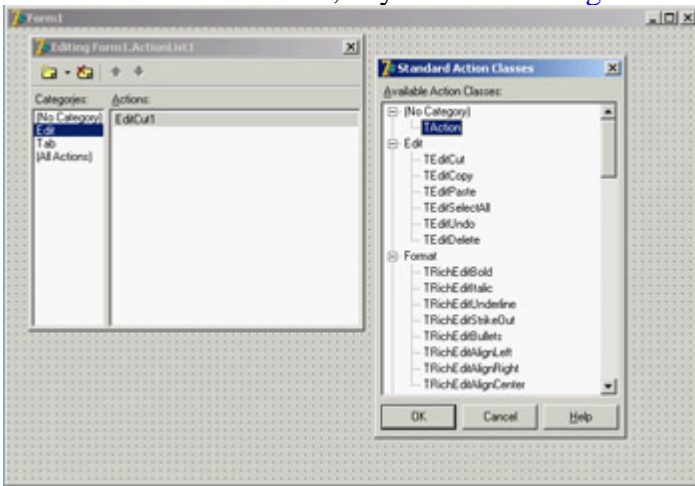 Form1
Editing Form1.ActionList1
Categories:
Actions:
(No Category)
Edit
Tab
(All Actions)
EditCut1
Standard Action Classes
Available Action Classes:
(No Category)
TAction
Edit
TEditCut
TEditCopy
TEditPaste
TEditSelectAll
TEditUndo
TEditDelete
Format
TRichEditBold
TRichEditItalic
TRichEditUnderline
TRichEditStrikeOut
TRichEditBullets
TRichEditAlignLeft
TRichEditAlignRight
TRichEditAlignCenter
OK
Cancel
Help